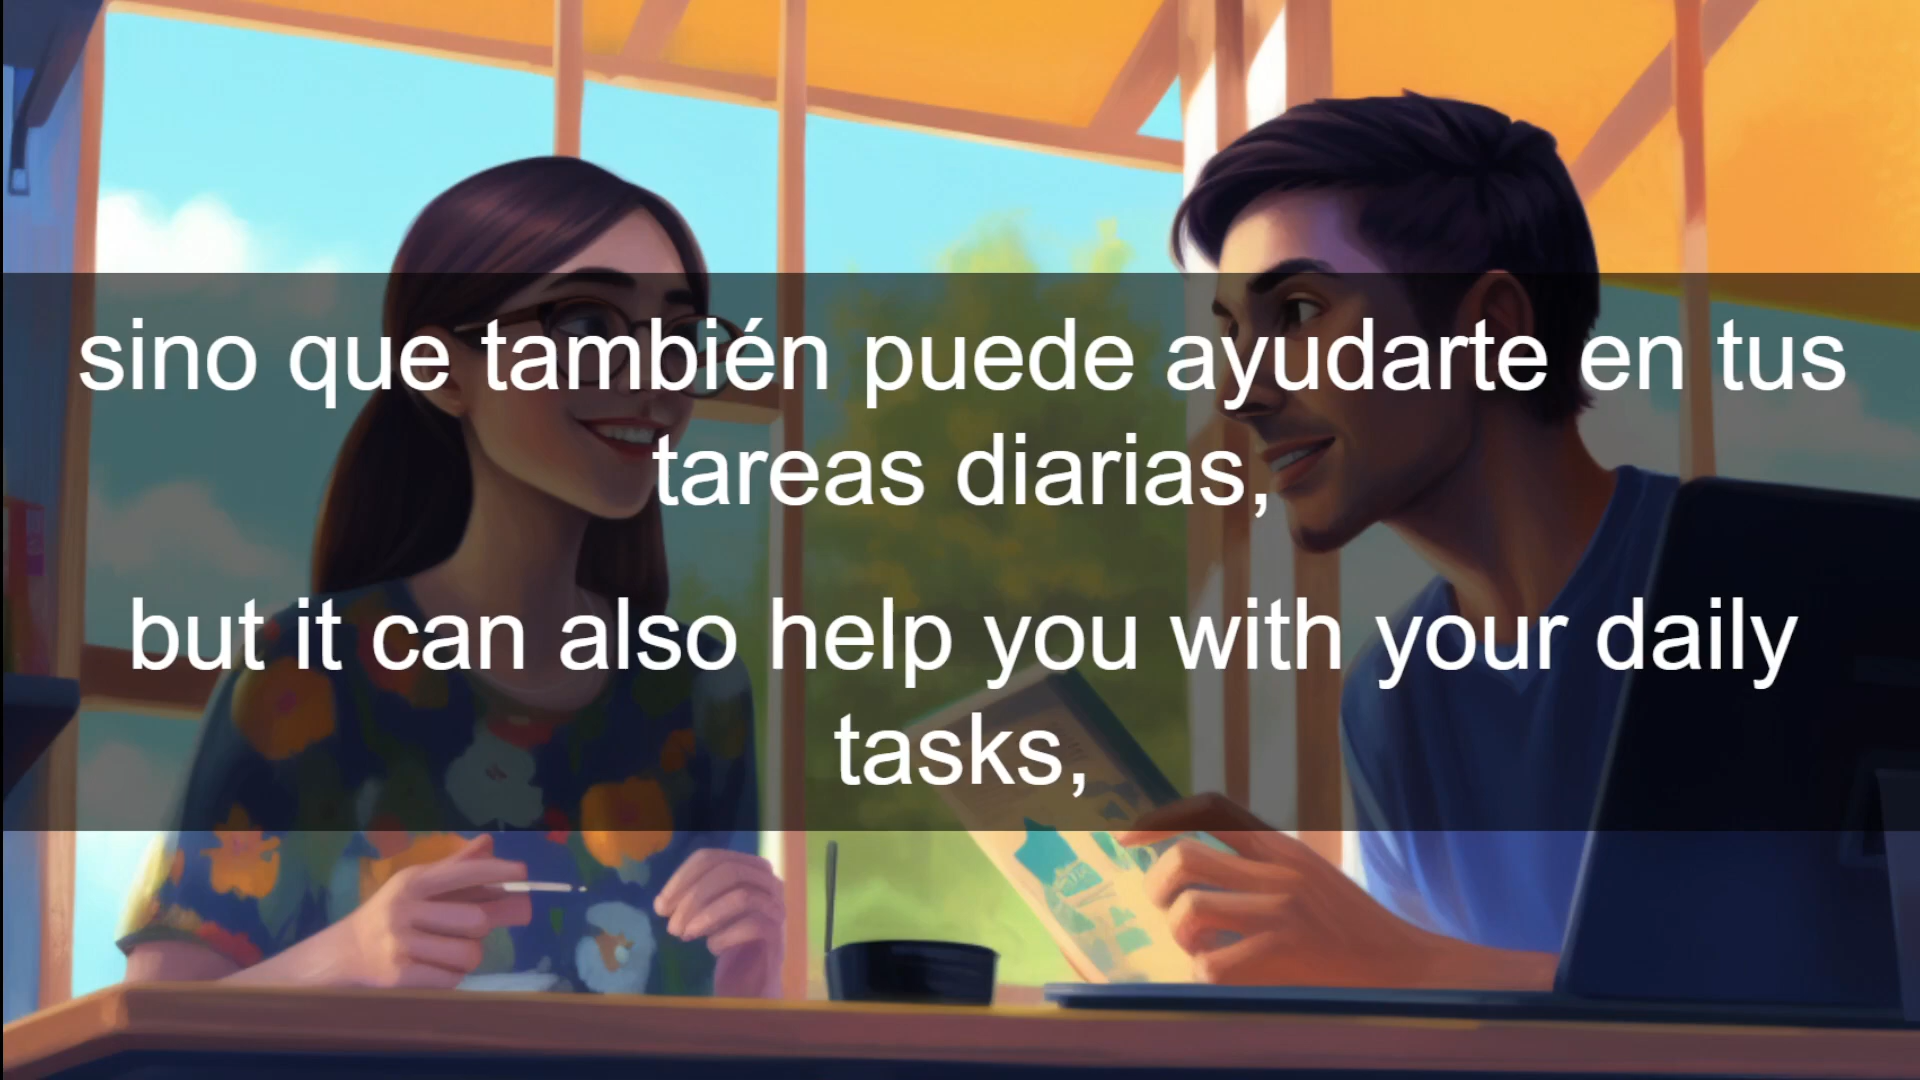 sino que también puede ayudarte en tus
tareas diarias,
but it can also help you with your daily
tasks,